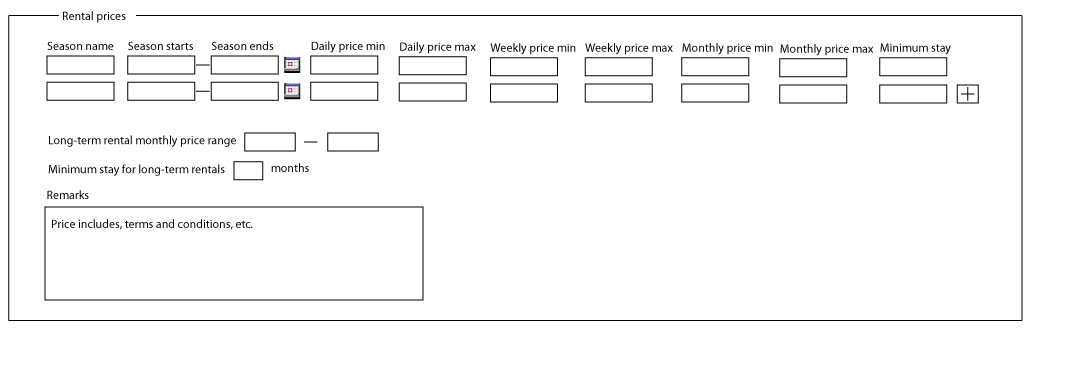 Rental prices
Season name Season starts Season ends Daily price min Daily price max Weekly price min Weekly price max Monthly price min Monthly price max Minimum stay
Long-term rental monthly price range —
Minimum stay for long-term rentals months
Remarks
Price includes, terms and conditions, etc.